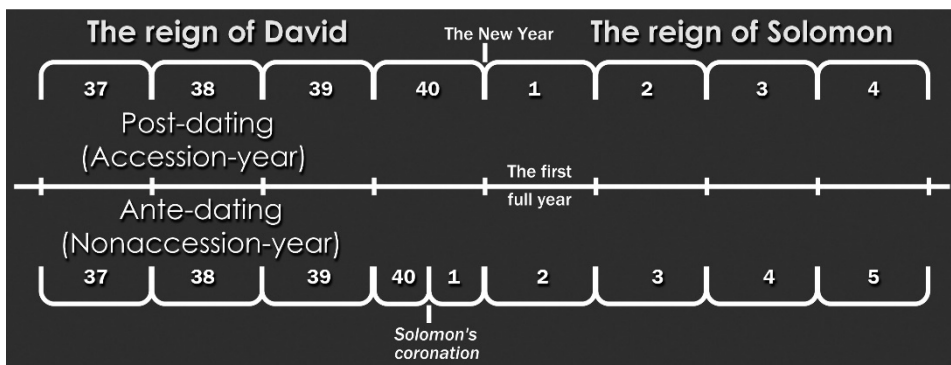 The reign of David
The New Year
The reign of Solomon
37 38 39 40 1 2 3 4
Post-dating
(Accession-year)
The first
full year
Ante-dating
(Nonaccession-year)
37 38 39 40 1 2 3 4 5
Solomon's
coronation